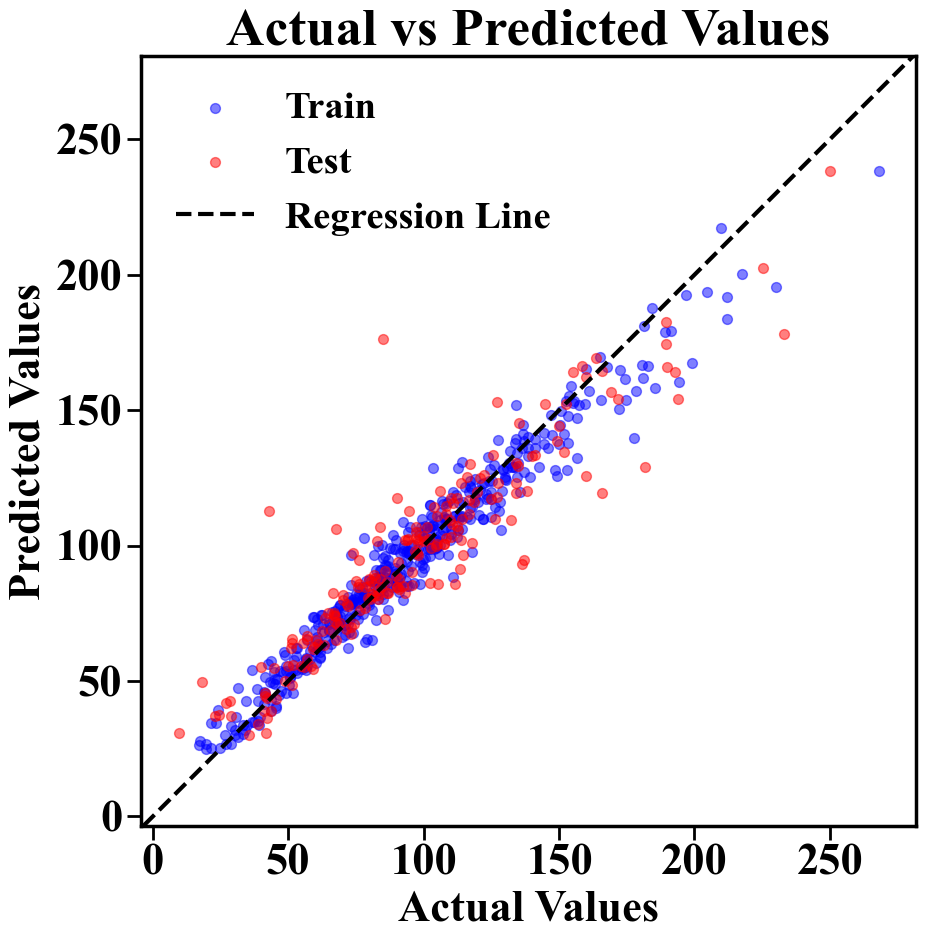 Actual vs Predicted Values
Train
Test
Regression Line
Predicted Values
250
200
150
100
50
0
0 50 100 150 200 250
Actual Values